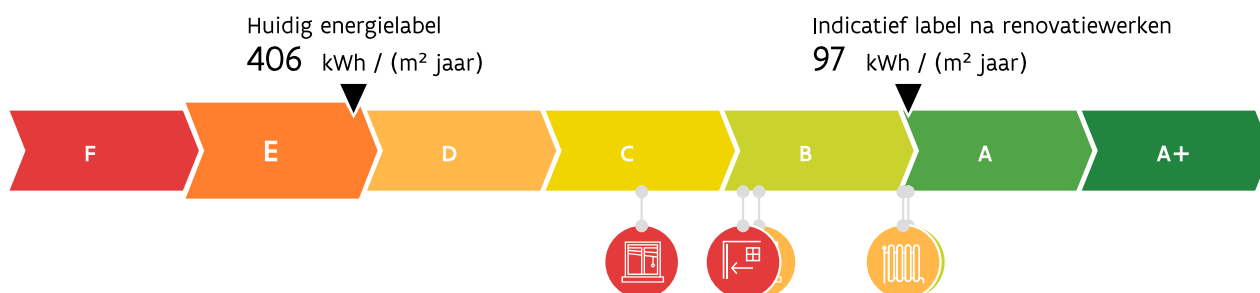 Huidig energielabel
406 kWh / (m² jaar)
Indicatief label na renovatiewerken
97 kWh / (m² jaar)
F E D C B A A+